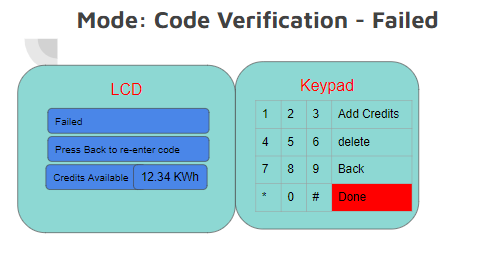 Mode: Code Verification - Failed
LCD
Failed
Press Back to re-enter code
Credits Available 12.34 KWh
Keypad
1 2 3 Add Credits
4 5 6 delete
7 8 9 Back
* 0 # Done